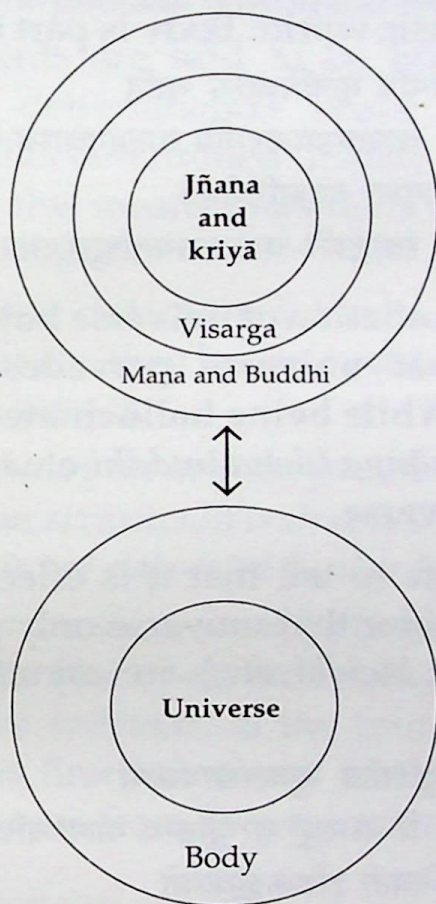 Jñana
and
kriyā
Visarga
Mana and Buddhi
Universe
Body